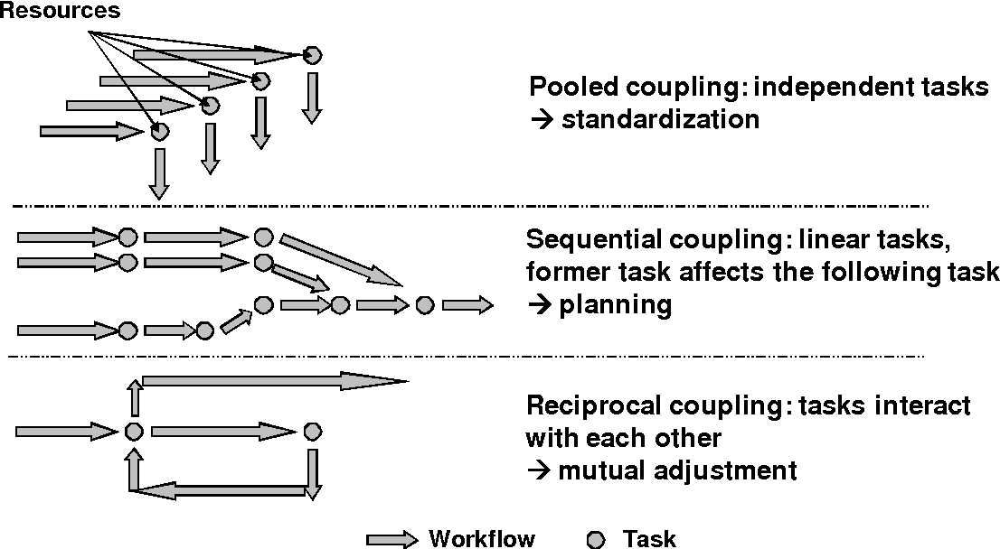 Resources
Pooled coupling: independent tasks
→ standardization
Sequential coupling: linear tasks,
former task affects the following task
→ planning
Reciprocal coupling: tasks interact
with each other
→ mutual adjustment
Workflow
Task